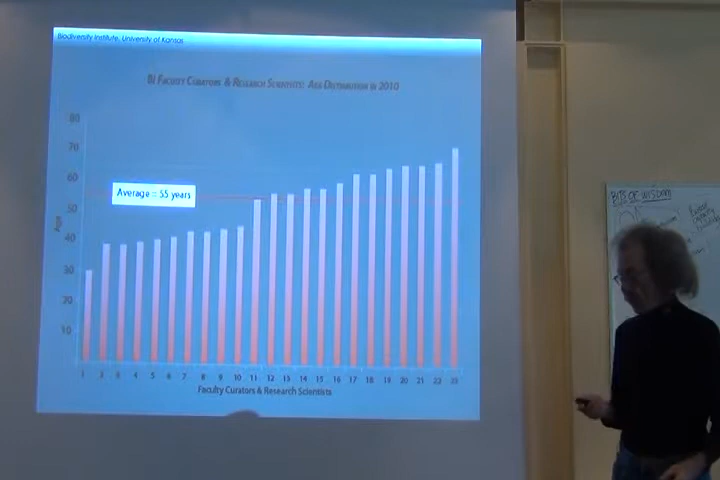 Biodiversity Institute, University of Kansas
BI FACULTY CURATORS & RESEARCH SCIENTISTS: AGE DISTRIBUTION IN 2010
80
70
60
50
40
30
20
10
Age
Average = 55 years
1 2 3 4 5 6 7 8 9 10 11 12 13 14 15 16 17 18 19 20 21 22 23
Faculty Curators & Research Scientists
BITS OF WISDOM